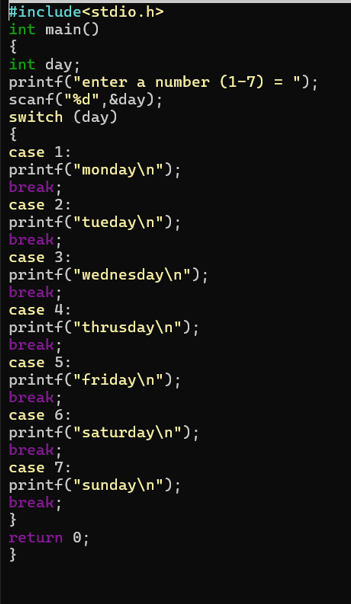 #include<stdio.h>
int main()
{
int day;
printf("enter a number (1-7) = ");
scanf("%d",&day);
switch (day)
{
case 1:
printf("monday\n");
break;
case 2:
printf("tueday\n");
break;
case 3:
printf("wednesday\n");
break;
case 4:
printf("thrusday\n");
break;
case 5:
printf("friday\n");
break;
case 6:
printf("saturday\n");
break;
case 7:
printf("sunday\n");
break;
}
return 0;
}